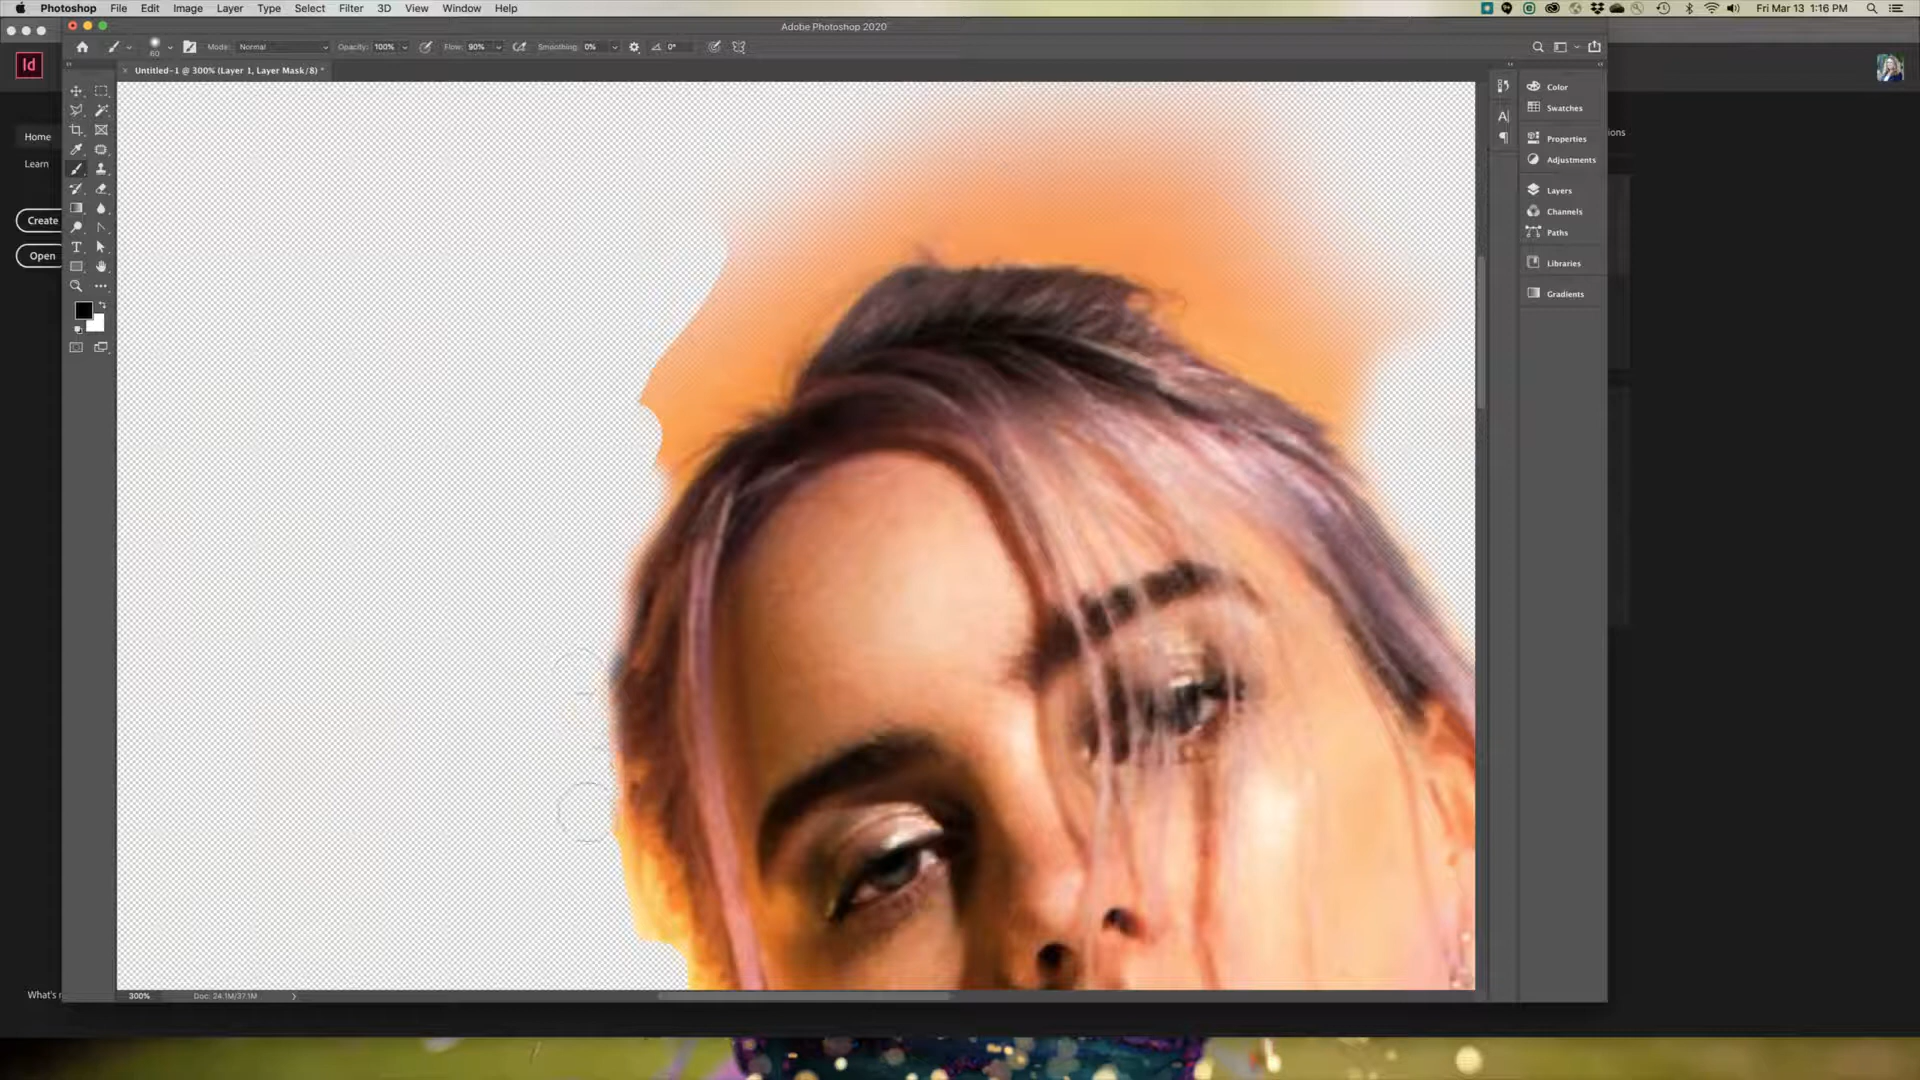 Photoshop File Edit Image Layer Type Select Filter 3D View Window Help
Fri Mar 13 1:16 PM
Adobe Photoshop 2020
60 Mode: Normal Opacity: 100% Flow: 90% Smoothing: 0% 0°
Id
Untitled-1 @ 300% (Layer 1, Layer Mask/8) *
Home
Learn
Create
Open
What's
T
A
Color
Swatches
ions
Properties
Adjustments
Layers
Channels
Paths
Libraries
Gradients
300% Doc: 24.1M/37.1M